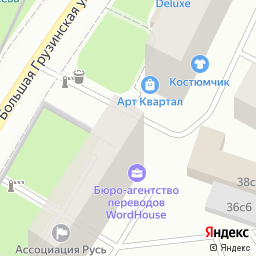 Deluxe
Костюмчик
Большая Грузинская у
Арт Квартал
Бюро-агентство
переводов
WordHouse
38с
36с6
Ассоциация Русь
Яндекс